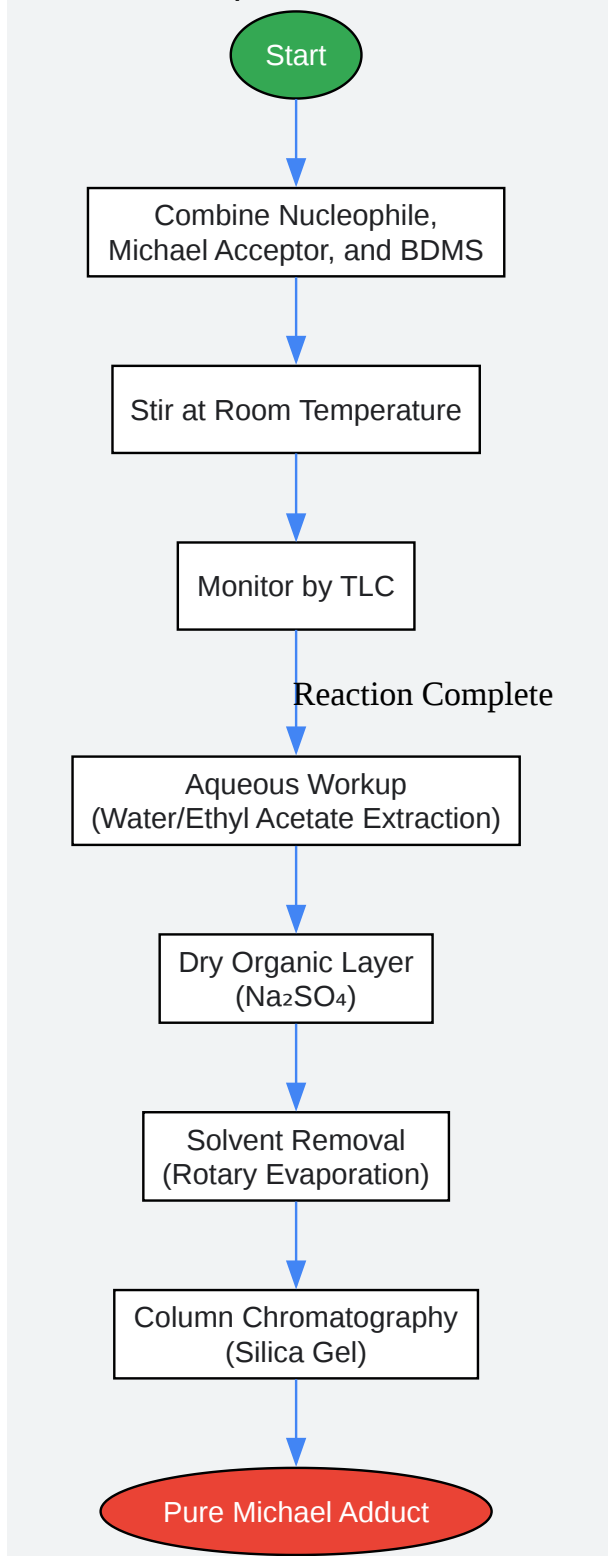 Start
Combine Nucleophile,
Michael Acceptor, and BDMS
Stir at Room Temperature
Monitor by TLC
Reaction Complete
Aqueous Workup
(Water/Ethyl Acetate Extraction)
Dry Organic Layer
(Na₂SO₄)
Solvent Removal
(Rotary Evaporation)
Column Chromatography
(Silica Gel)
Pure Michael Adduct